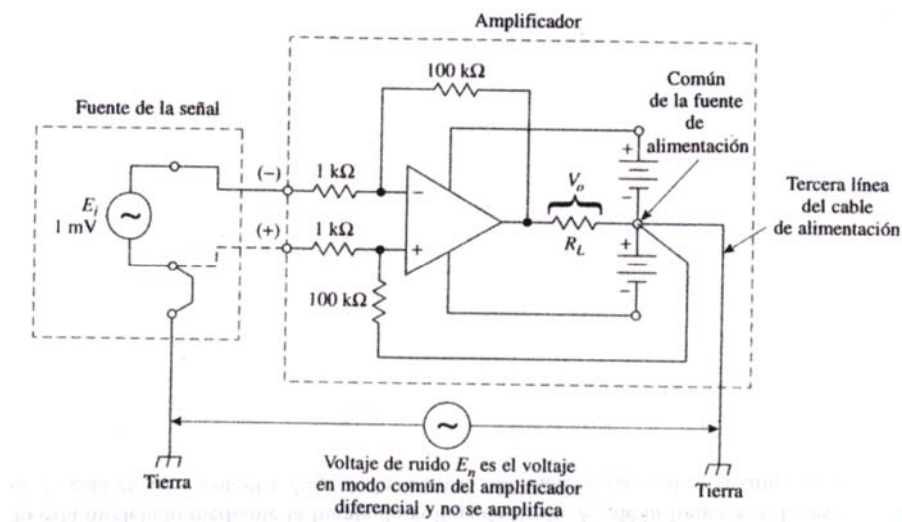 Amplificador
100 kΩ
Común
de la fuente
de
alimentación
Fuente de la señal
(−)
1 kΩ
+
−
V_o
Tercera línea
del cable
de alimentación
E_i
1 mV
∼
(+)
1 kΩ
−
+
R_L
+
−
100 kΩ
∼
Voltaje de ruido E_n es el voltaje
en modo común del amplificador
diferencial y no se amplifica
Tierra
Tierra